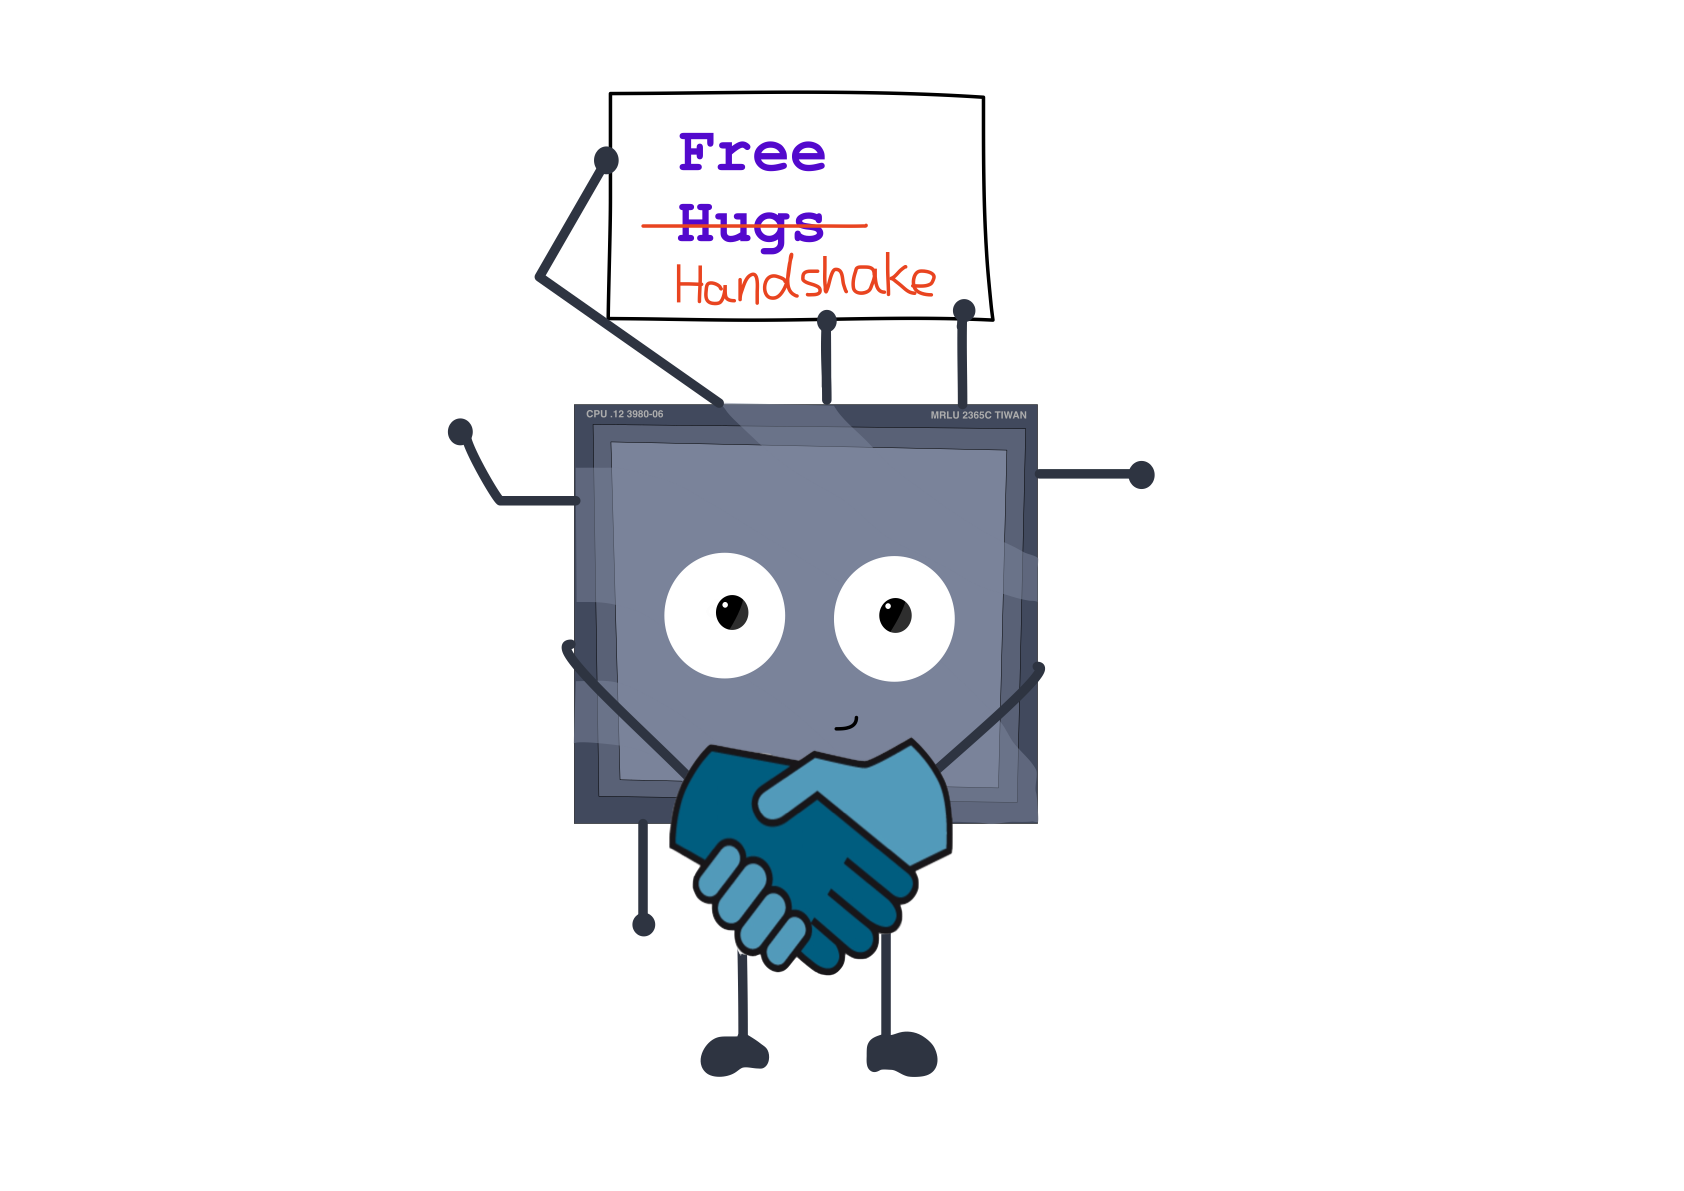 Free
Hugs
Handshake
CPU .12 3980-06
MRLU 2365C TIWAN